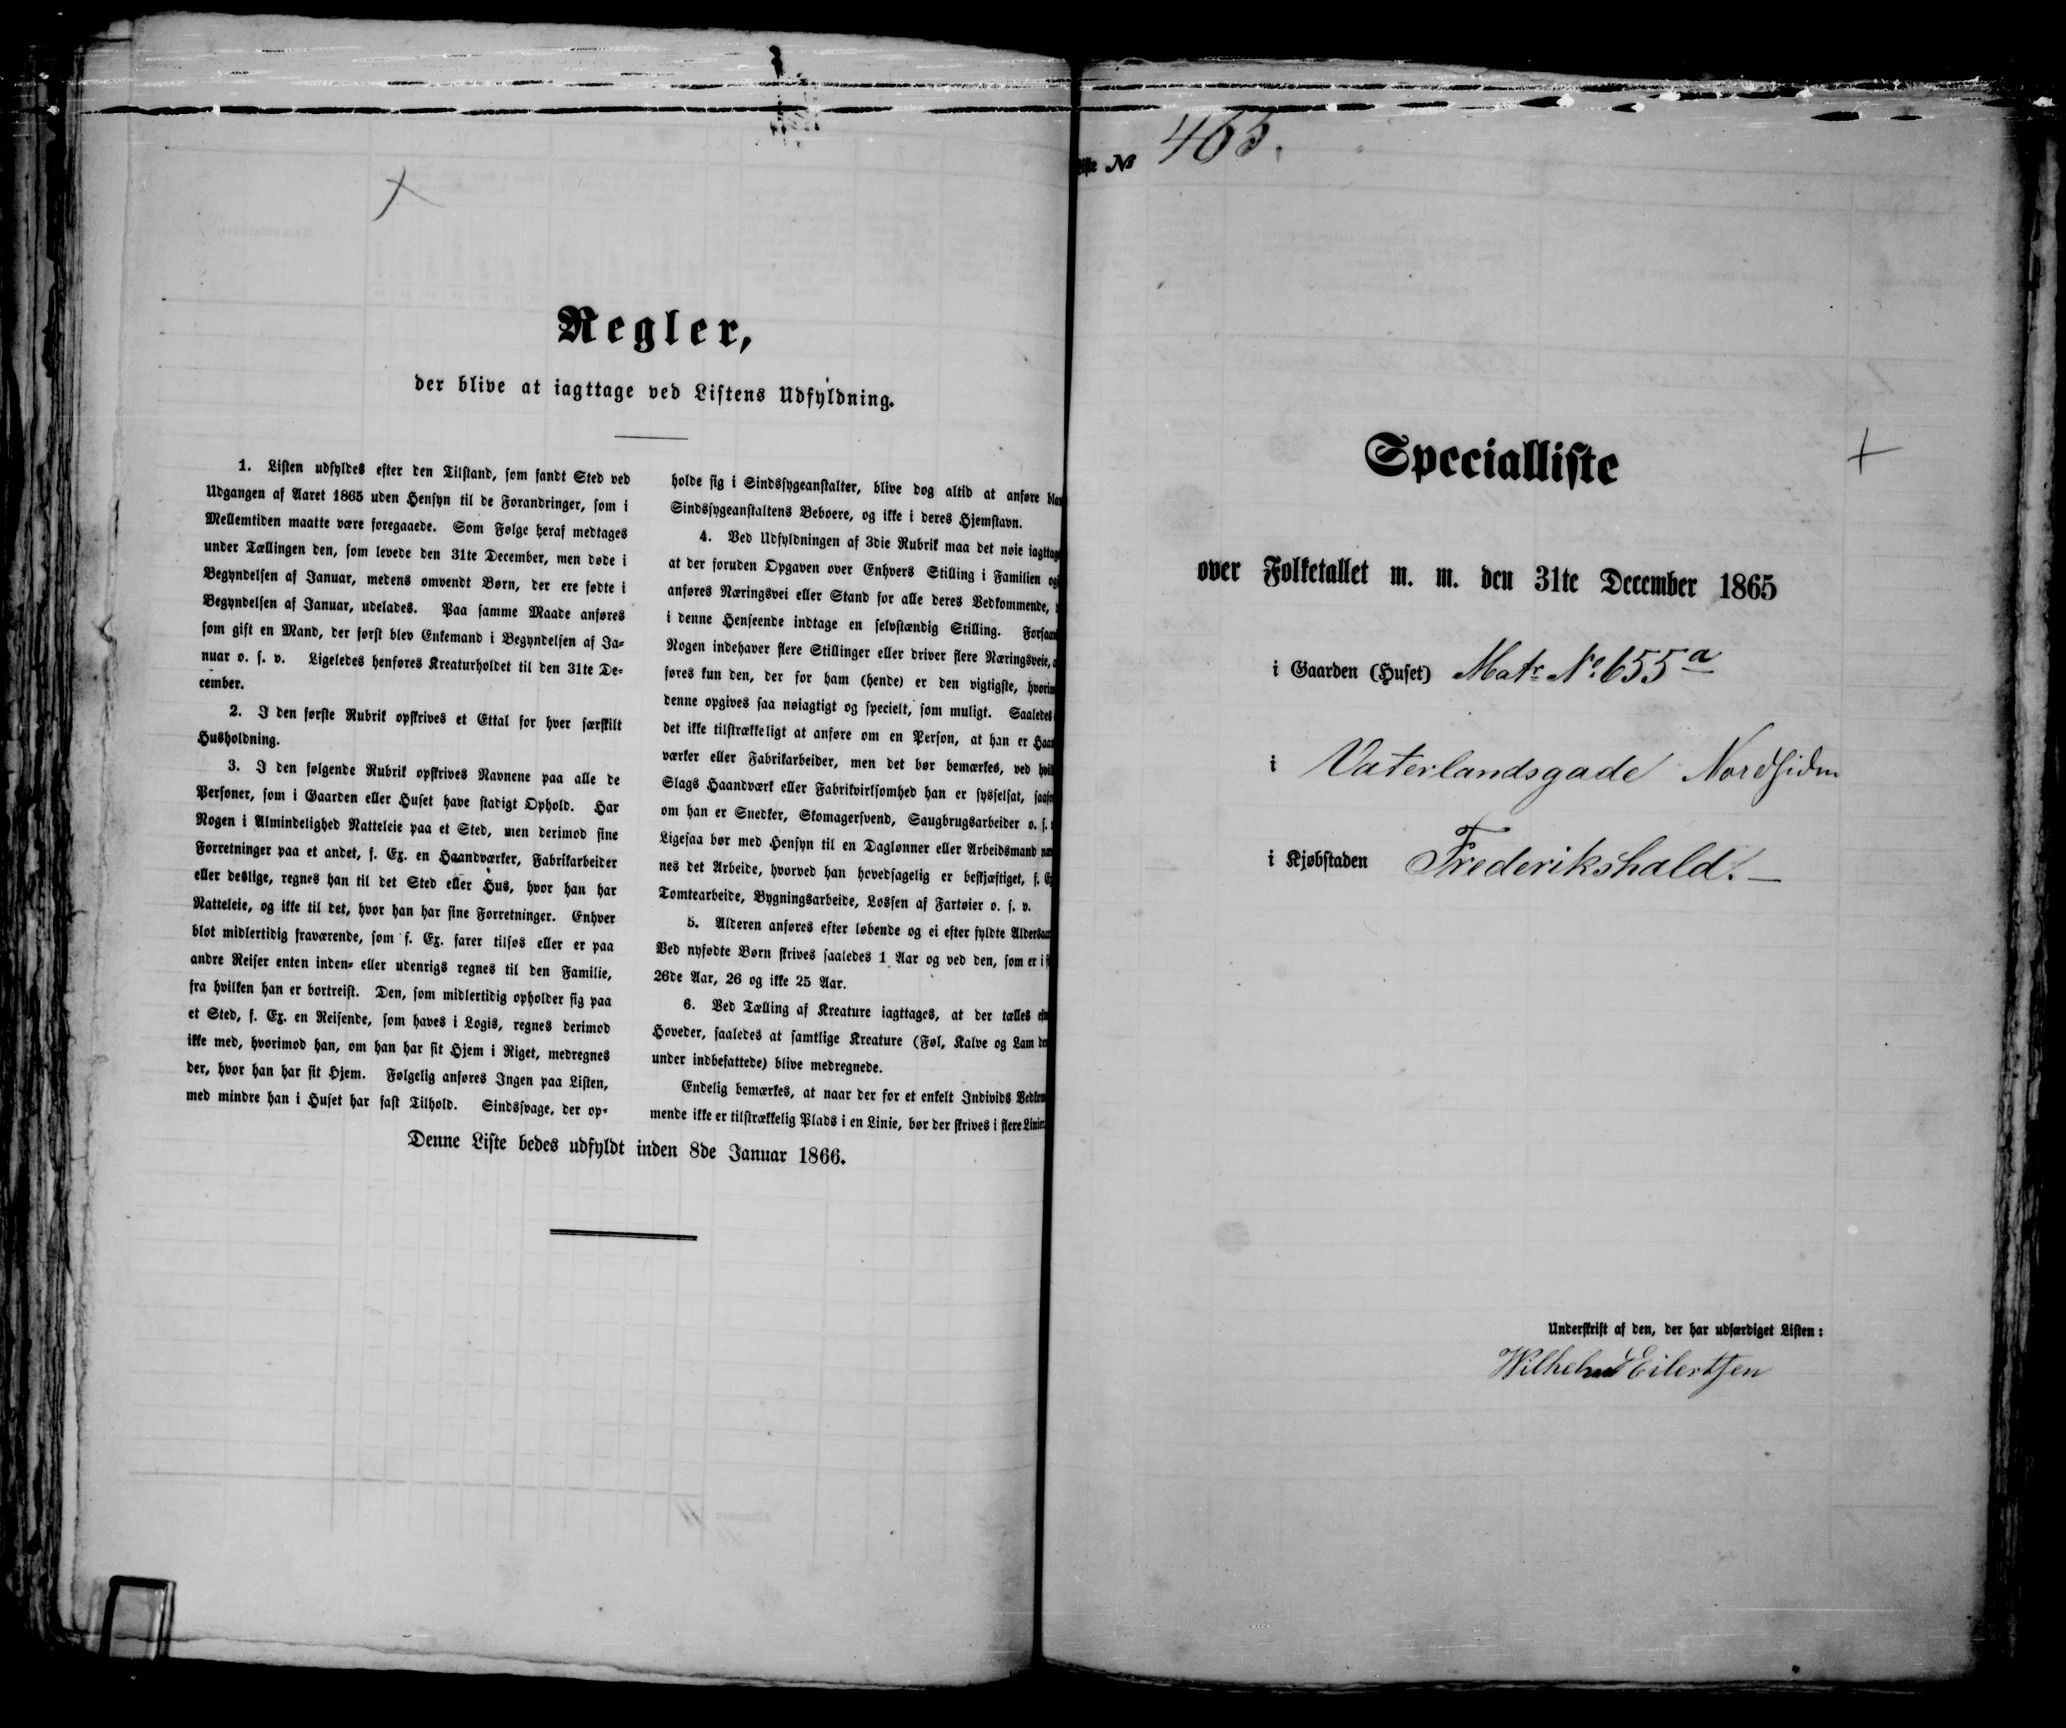 Regler,
der blive at iagttage ved Listens Udfyldning.
1. Listen udfyldes efter den Tilstand, som fandt Sted ved
Udgangen af Aaret 1865 uden Hensyn til de Forandringer, som i
Mellemtiden maatte være foregaaede. Som Følge heraf medtages
under Tællingen den, som levede den 31te December, men døde i
Begyndelsen af Januar, medens omvendt Børn, der ere fødte i
Begyndelsen af Januar, udelades. Paa samme Maade anføres
som gift en Mand, der først blev Enkemand i Begyndelsen af Ja-
nuar o. s. v. Ligeledes henføres Kreaturholdet til den 31te De-
cember.
2. I den første Rubrik opskrives et Ettal for hver særskilt
Husholdning.
3. I den følgende Rubrik opskrives Navnene paa alle de
Personer, som i Gaarden eller Huset have stadigt Ophold. Har
Nogen i Almindelighed Natteleie paa et Sted, men derimod sine
Forretninger paa et andet, f. Ex. en Haandværker, Fabrikarbeider
eller deslige, regnes han til det Sted eller Hus, hvor han har
Natteleie, og ikke til det, hvor han har sine Forretninger. Enhver
blot midlertidig fraværende, som f. Ex. farer tilsøs eller er paa
andre Reiser enten inden- eller udenrigs regnes til den Familie,
fra hvilken han er bortreist. Den, som midlertidig opholder sig paa
et Sted, f. Ex. en Reisende, som haves i Logis, regnes derimod
ikke med, hvorimod han, om han har sit Hjem i Riget, medregnes
der, hvor han har sit Hjem. Følgelig anføres Ingen paa Listen,
med mindre han i Huset har fast Tilhold. Sindssvage, der op-
holde sig i Sindssygeanstalter, blive dog altid at anføre blan
Sindssygeanstaltens Beboere, og ikke i deres Hjemstavn.
4. Ved Udfyldningen af 3die Rubrik maa det nøie iagttag
at der foruden Opgaven over Enhvers Stilling i Familien og
anføres Næringsvei eller Stand for alle deres Vedkommende,
i denne Henseende indtage en selvstændig Stilling. Forsaa
Nogen indehaver flere Stillinger eller driver flere Næringsveie, a
føres kun den, der for ham (hende) er den vigtigste, hvorim
denne opgives saa nøiagtigt og specielt, som muligt. Saaledes
det ikke tilstrækkeligt at anføre om en Person, at han er Haan
værker eller Fabrikarbeider, men det bør bemærkes, ved hvil
Slags Haandværk eller Fabrikvirksomhed han er sysselsat, saasom
om han er Snedker, Skomagersvend, Saugbrugsarbeider o. s.
Ligesaa bør med Hensyn til en Daglønner eller Arbeidsmand næv
nes det Arbeide, hvorved han hovedsagelig er beskjæftiget, f. Ex
Tomtearbeide, Bygningsarbeide, Lossen af Fartøier o. s. v.
5. Alderen anføres efter løbende og ei efter fyldte Aldersaar
Ved nyfødte Børn skrives saaledes 1 Aar og ved den, som er i s
26de Aar, 26 og ikke 25 Aar.
6. Ved Tælling af Kreature iagttages, at der tælles efter
Hoveder, saaledes at samtlige Kreature (Føl, Kalve og Lam der
under indbefattede) blive medregnede.
Endelig bemærkes, at naar der for et enkelt Individs Vedkom
mende ikke er tilstrækkelig Plads i en Linie, bør der skrives i flere Linier.
Denne Liste bedes udfyldt inden 8de Januar 1866.
Liste № 465.
Specialliste
over Folketallet m. m. den 31te December 1865
i Gaarden (Huset) Matr. No. 655 a
i Vaterlandsgade Nordsiden
i Kjøbstaden Frederikshald.
Underskrift af den, der har udfærdiget Listen:
Wilhelm Eilertsen